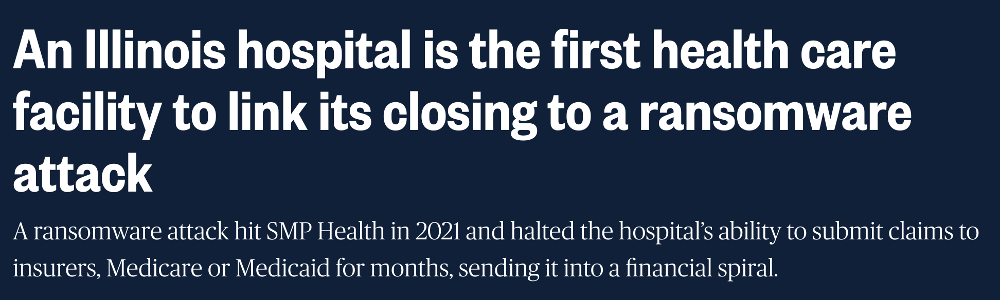 An Illinois hospital is the first health care
facility to link its closing to a ransomware
attack
A ransomware attack hit SMP Health in 2021 and halted the hospital’s ability to submit claims to
insurers, Medicare or Medicaid for months, sending it into a financial spiral.